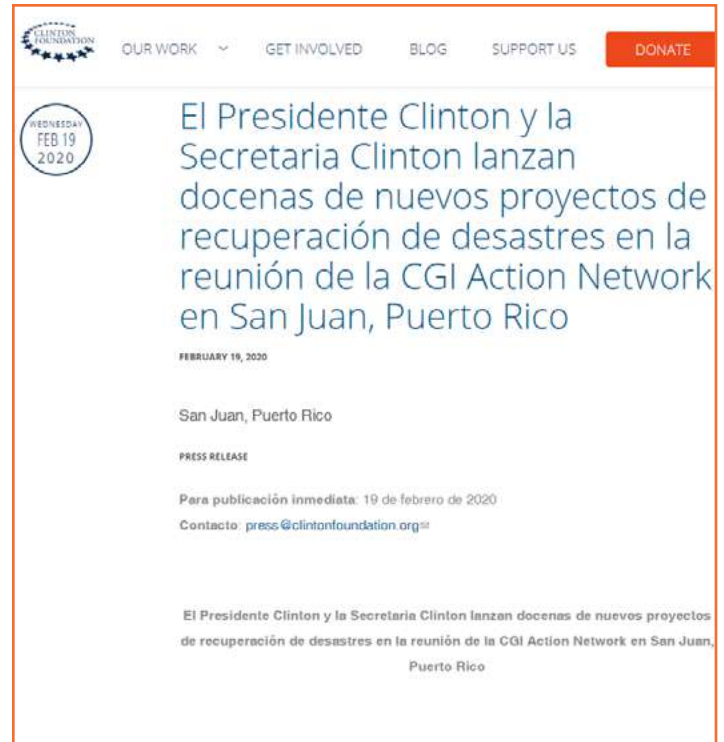 CLINTON
FOUNDATION
OUR WORK
GET INVOLVED
BLOG
SUPPORT US
DONATE
WEDNESDAY
FEB 19
2020
El Presidente Clinton y la
Secretaria Clinton lanzan
docenas de nuevos proyectos de
recuperación de desastres en la
reunión de la CGI Action Network
en San Juan, Puerto Rico
FEBRUARY 19, 2020
San Juan, Puerto Rico
PRESS RELEASE
Para publicación inmediata: 19 de febrero de 2020
Contacto: press@clintonfoundation.org
El Presidente Clinton y la Secretaria Clinton lanzan docenas de nuevos proyectos
de recuperación de desastres en la reunión de la CGI Action Network en San Juan,
Puerto Rico